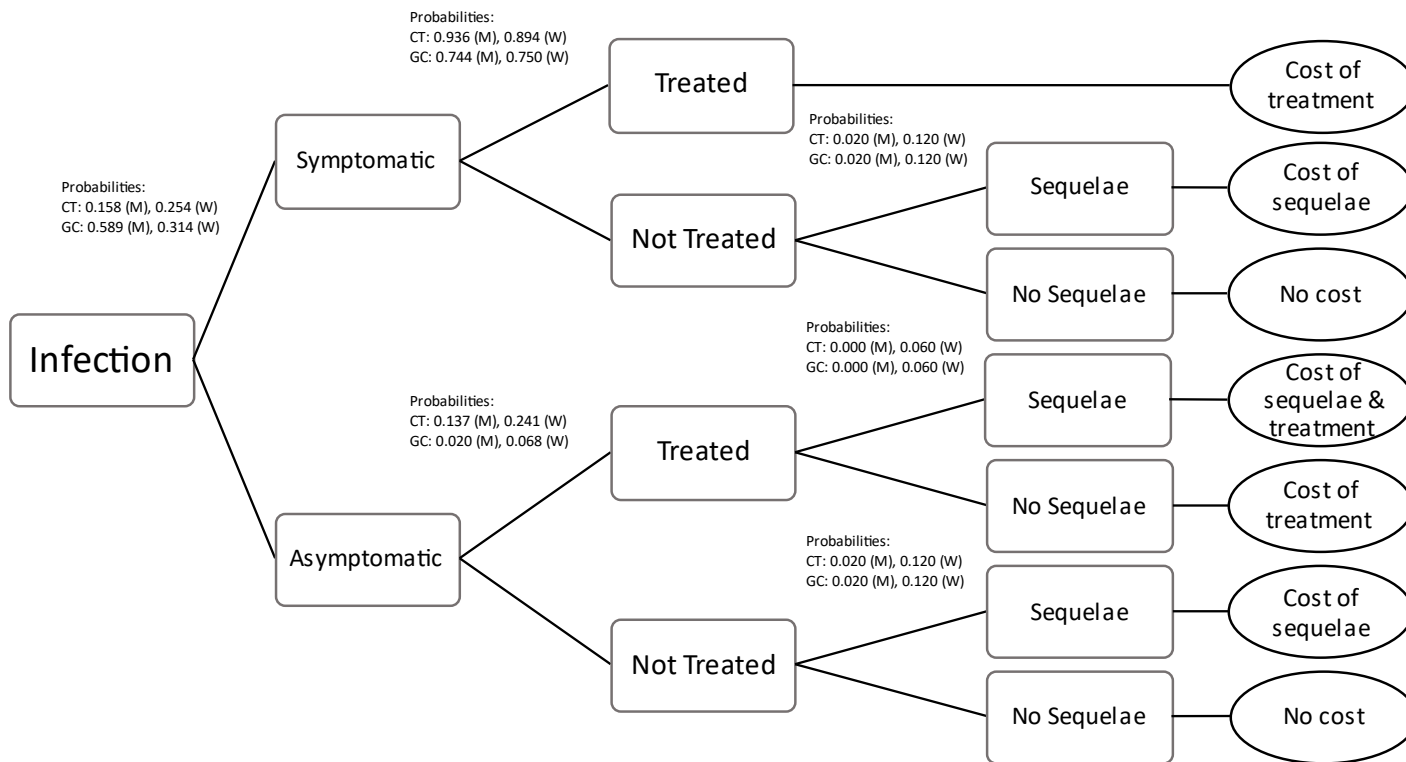 Probabilities:
CT: 0.936 (M), 0.894 (W)
GC: 0.744 (M), 0.750 (W)
Treated
Cost of
treatment
Probabilities:
CT: 0.020 (M), 0.120 (W)
GC: 0.020 (M), 0.120 (W)
Symptomatic
Probabilities:
CT: 0.158 (M), 0.254 (W)
GC: 0.589 (M), 0.314 (W)
Sequelae
Cost of
sequelae
Not Treated
No Sequelae
No cost
Infection
Probabilities:
CT: 0.000 (M), 0.060 (W)
GC: 0.000 (M), 0.060 (W)
Sequelae
Cost of
sequelae &
treatment
Probabilities:
CT: 0.137 (M), 0.241 (W)
GC: 0.020 (M), 0.068 (W)
Treated
No Sequelae
Cost of
treatment
Asymptomatic
Probabilities:
CT: 0.020 (M), 0.120 (W)
GC: 0.020 (M), 0.120 (W)
Sequelae
Cost of
sequelae
Not Treated
No Sequelae
No cost